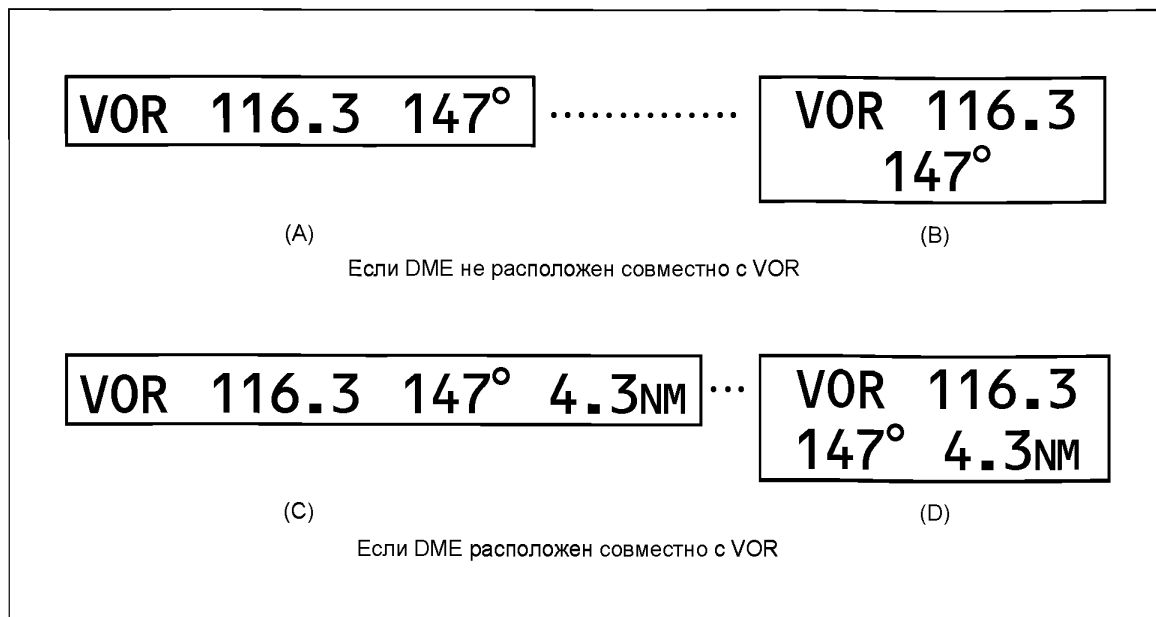 VOR 116.3 147° ..............
VOR 116.3
147°
(A)
(B)
Если DME не расположен совместно с VOR
VOR 116.3 147° 4.3NM ...
VOR 116.3
147° 4.3NM
(C)
(D)
Если DME расположен совместно с VOR